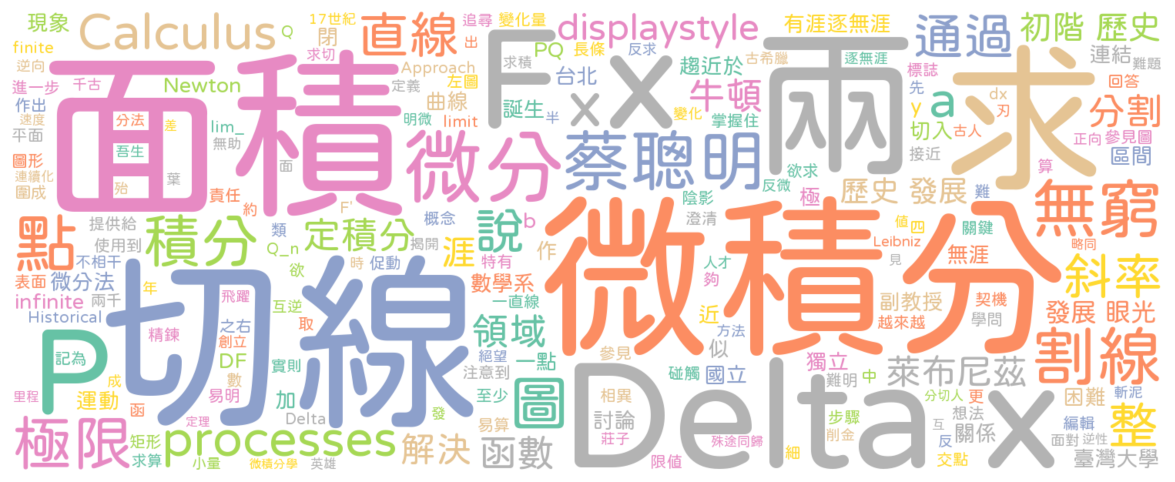 現象 Calculus Q 17世紀 追尋 變化量 displaystyle 有涯逐無涯 通過 初階 歷史
finite 閉 直線 出 PQ 長條 反求 古希臘 逐無涯 連結 難題
逆向 求切 Approach 趨近於 台北 標誌 回答
進一步 千古 Newton 定義 左圖 牛頓 先 dx
作出 曲線 誕生 半 變化 y a 刃 分割
速度 分法 差 lim_ 明微 limit 掌握住 切入 古人 正向 參見圖
平面 吾生 無助 接近 區間
圖形 面積 微分 F x x 兩 求
連續化 蔡聰明 欲求 極 歷史 發展 難 算
圍成 殆 葉 面 責任 約 反微 陰影 無窮
點 提供給 積分 F' 類 概念 定積分 揭開 涯 說 b 作 澄清 值 四 關鍵
使用到 Q_n 欲 時 促動 特有 Leibniz 無涯 略同
表面 不相干 微分法 數學系 人才 見 斜率
infinite 兩千 年 飛躍 互逆 一直線 夠 副教授 契機 發展 眼光
Historical 之右 取 領域 近 方法 越來越 學問
P 記為 精鍊 創立 切線 絕望 一點 似 參見 微積分 割線
DF 實則 注意到 碰觸 國立 獨立 中 更
里程 成 易明 數 加 至少 圖 難明 萊布尼茲 困難 斬泥
運動 函 Delta 發 易算 相異 步驟 想法 分切人 互
極限 矩形 定理 processes 解決 函數 討論 Delta x 削金 反 關係 編輯 整
求算 小量 微積分學 英雄 莊子 殊途同歸 限值 細 交點 面對 逆性 臺灣大學